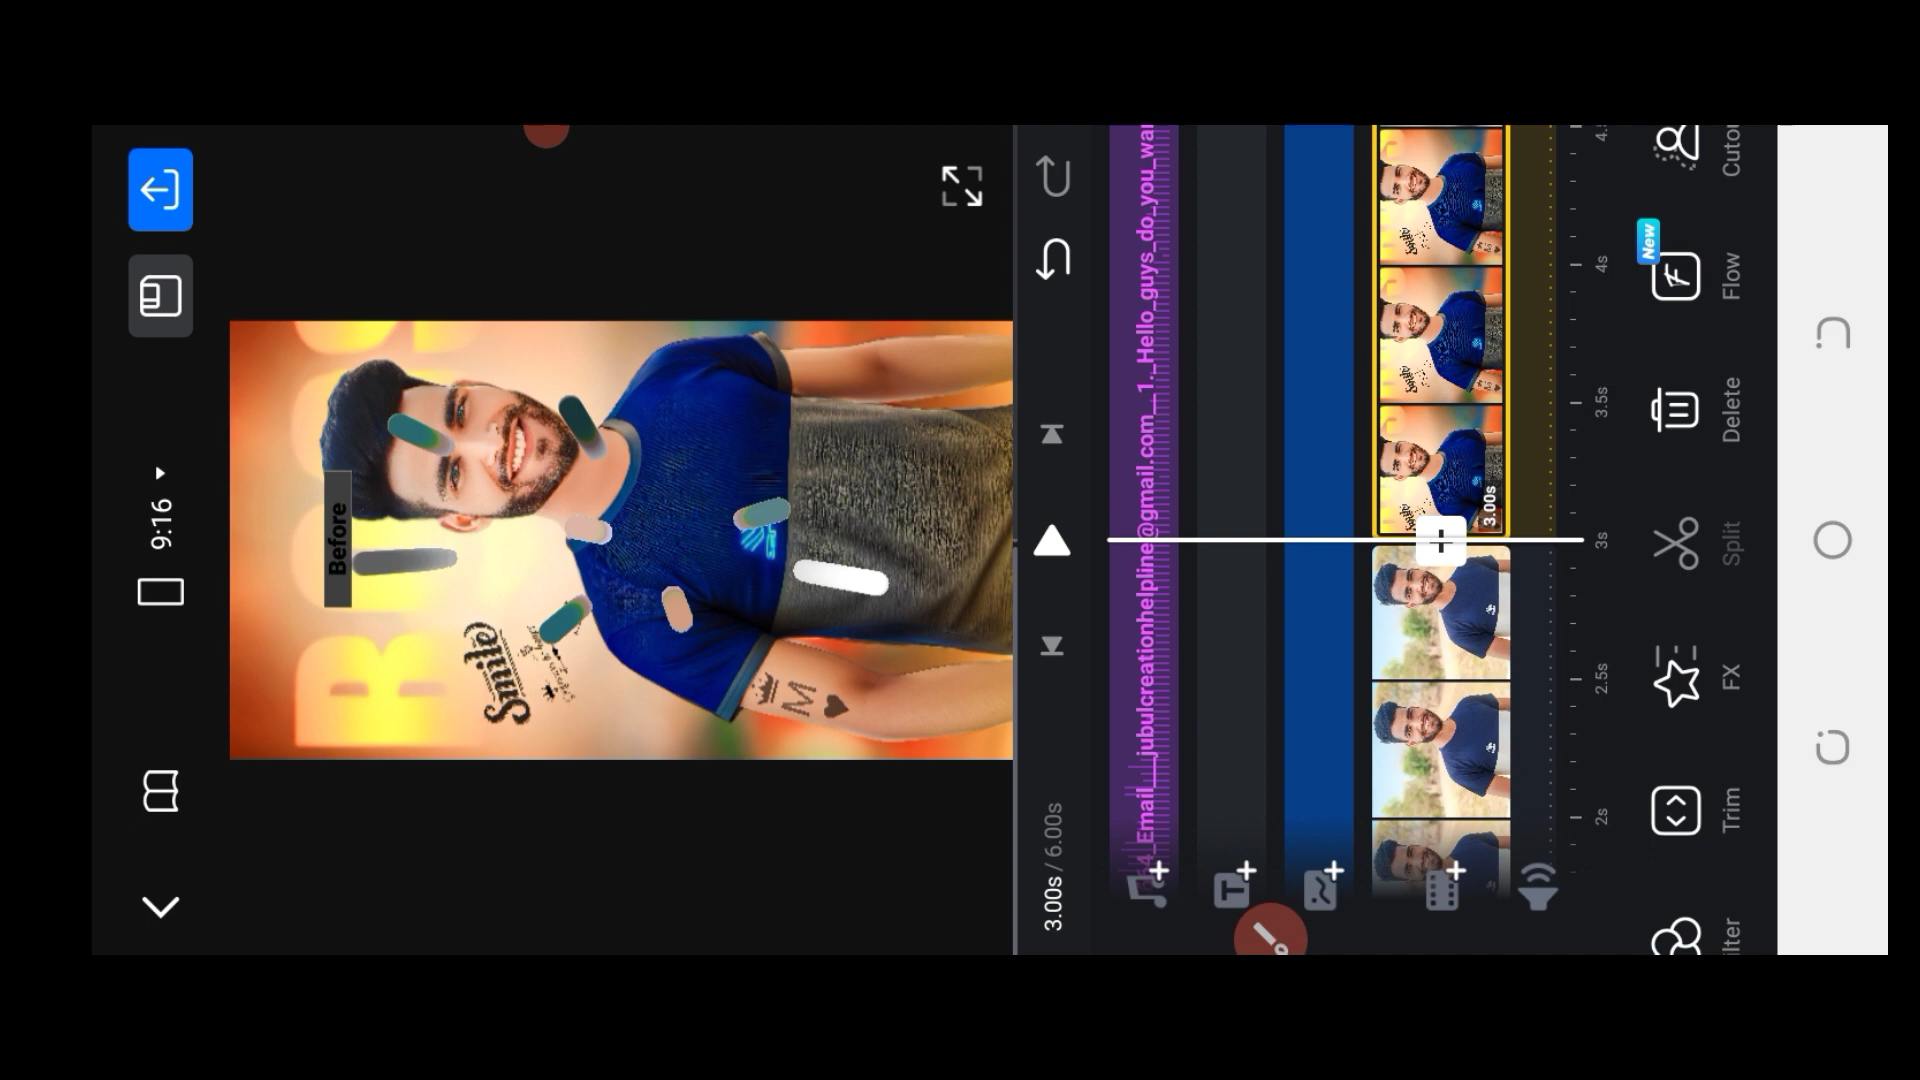 9:16
Before
B
Smile
M
3.00s / 6.00s
Email__jubulcreationhelpline@gmail.com__1._Hello_guys_do_you_wa
3.00s
2s
2.5s
3s
3.5s
4s
Trim
FX
Split
Delete
New
Flow